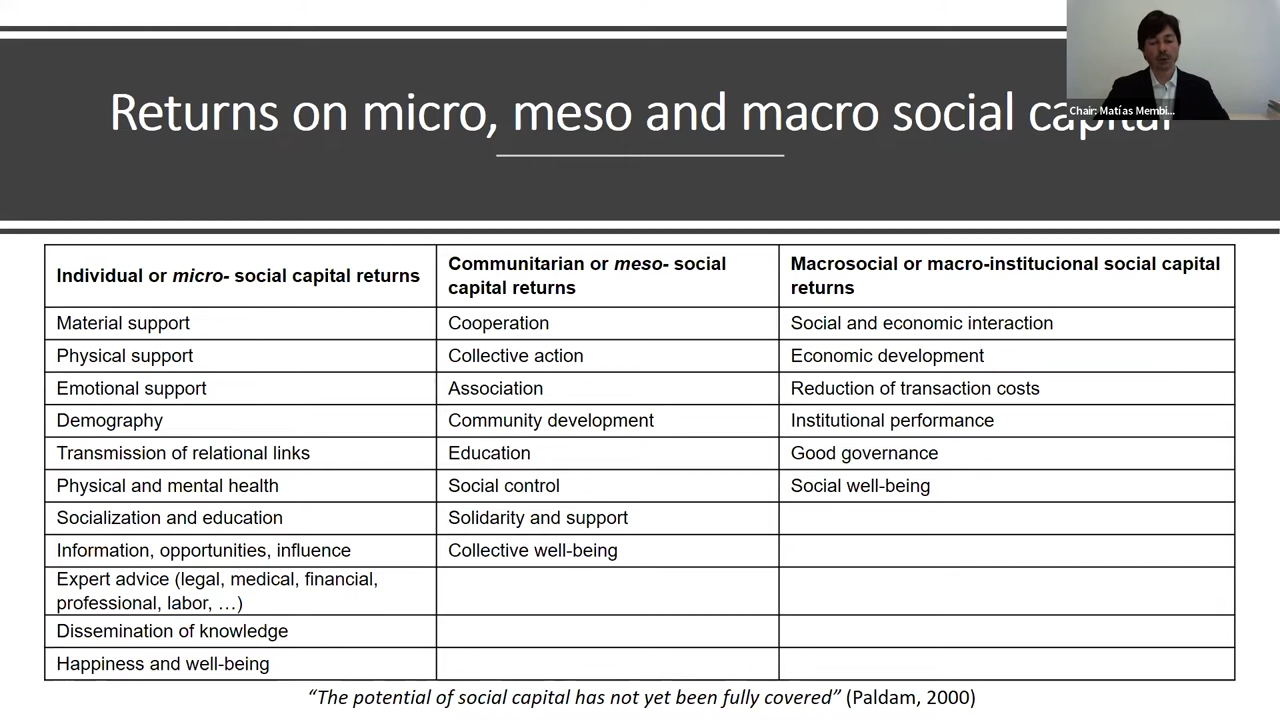 Returns on micro, meso and macro social capital
Chair: Matías Membi...
Individual or micro- social capital returns
Communitarian or meso- social
capital returns
Macrosocial or macro-institucional social capital
returns
Material support
Cooperation
Social and economic interaction
Physical support
Collective action
Economic development
Emotional support
Association
Reduction of transaction costs
Demography
Community development
Institutional performance
Transmission of relational links
Education
Good governance
Physical and mental health
Social control
Social well-being
Socialization and education
Solidarity and support
Information, opportunities, influence
Collective well-being
Expert advice (legal, medical, financial,
professional, labor, …)
Dissemination of knowledge
Happiness and well-being
“The potential of social capital has not yet been fully covered” (Paldam, 2000)